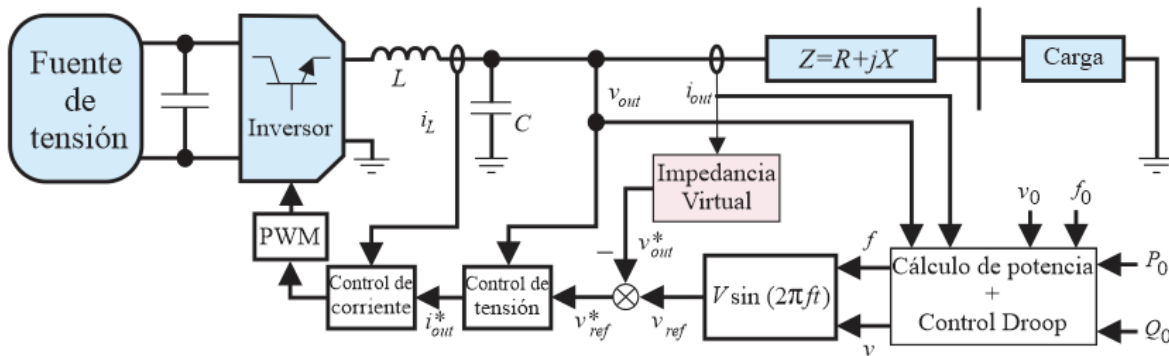 Fuente
de
tensión
Inversor
L
i_L
C
v_out
i_out
Z=R+jX
Carga
Impedancia
Virtual
PWM
Control de
corriente
i*_out
Control de
tensión
v*_ref
−
v*_out
v_ref
V sin (2πft)
f
v
v_0
f_0
Cálculo de potencia
+
Control Droop
P_0
Q_0